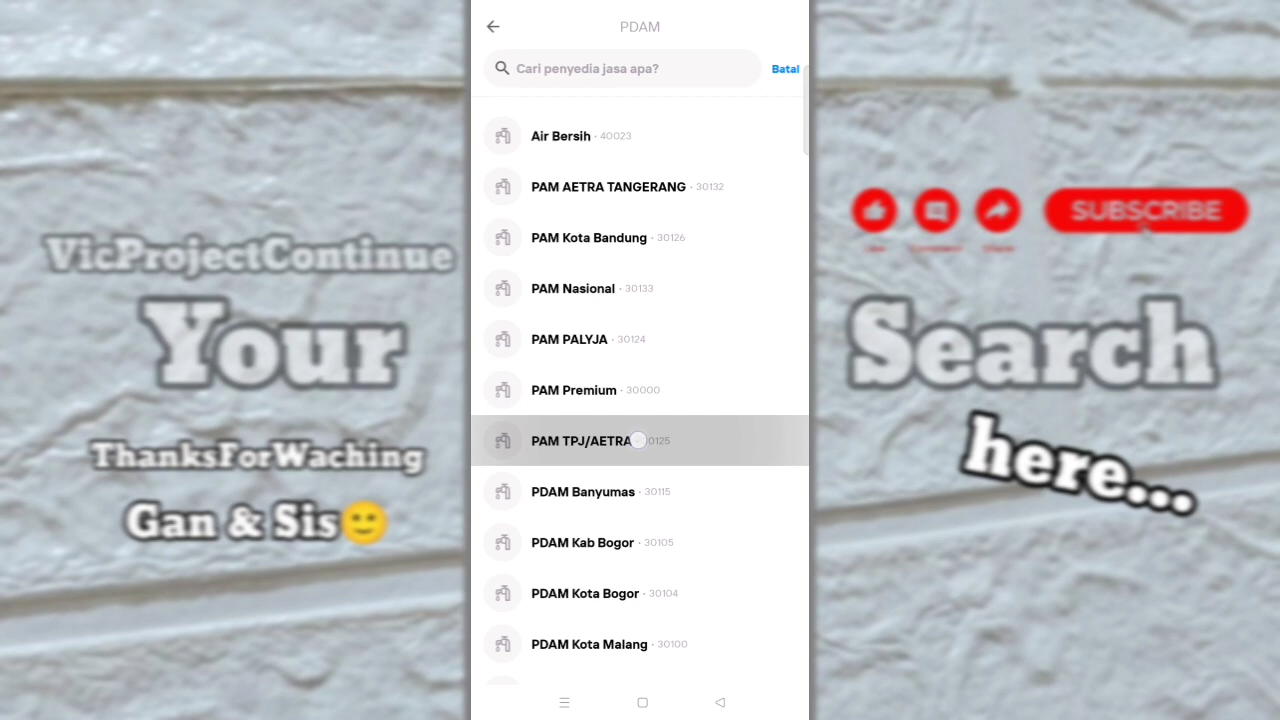 PDAM
Cari penyedia jasa apa?
Batal
Air Bersih · 40023
PAM AETRA TANGERANG · 30132
PAM Kota Bandung · 30126
PAM Nasional · 30133
PAM PALYJA · 30124
PAM Premium · 30000
PAM TPJ/AETRA 0125
PDAM Banyumas · 30115
PDAM Kab Bogor · 30105
PDAM Kota Bogor · 30104
PDAM Kota Malang · 30100
VicProjectContinue
Your
ThanksForWaching
Gan & Sis🙂
SUBSCRIBE
Search
here...